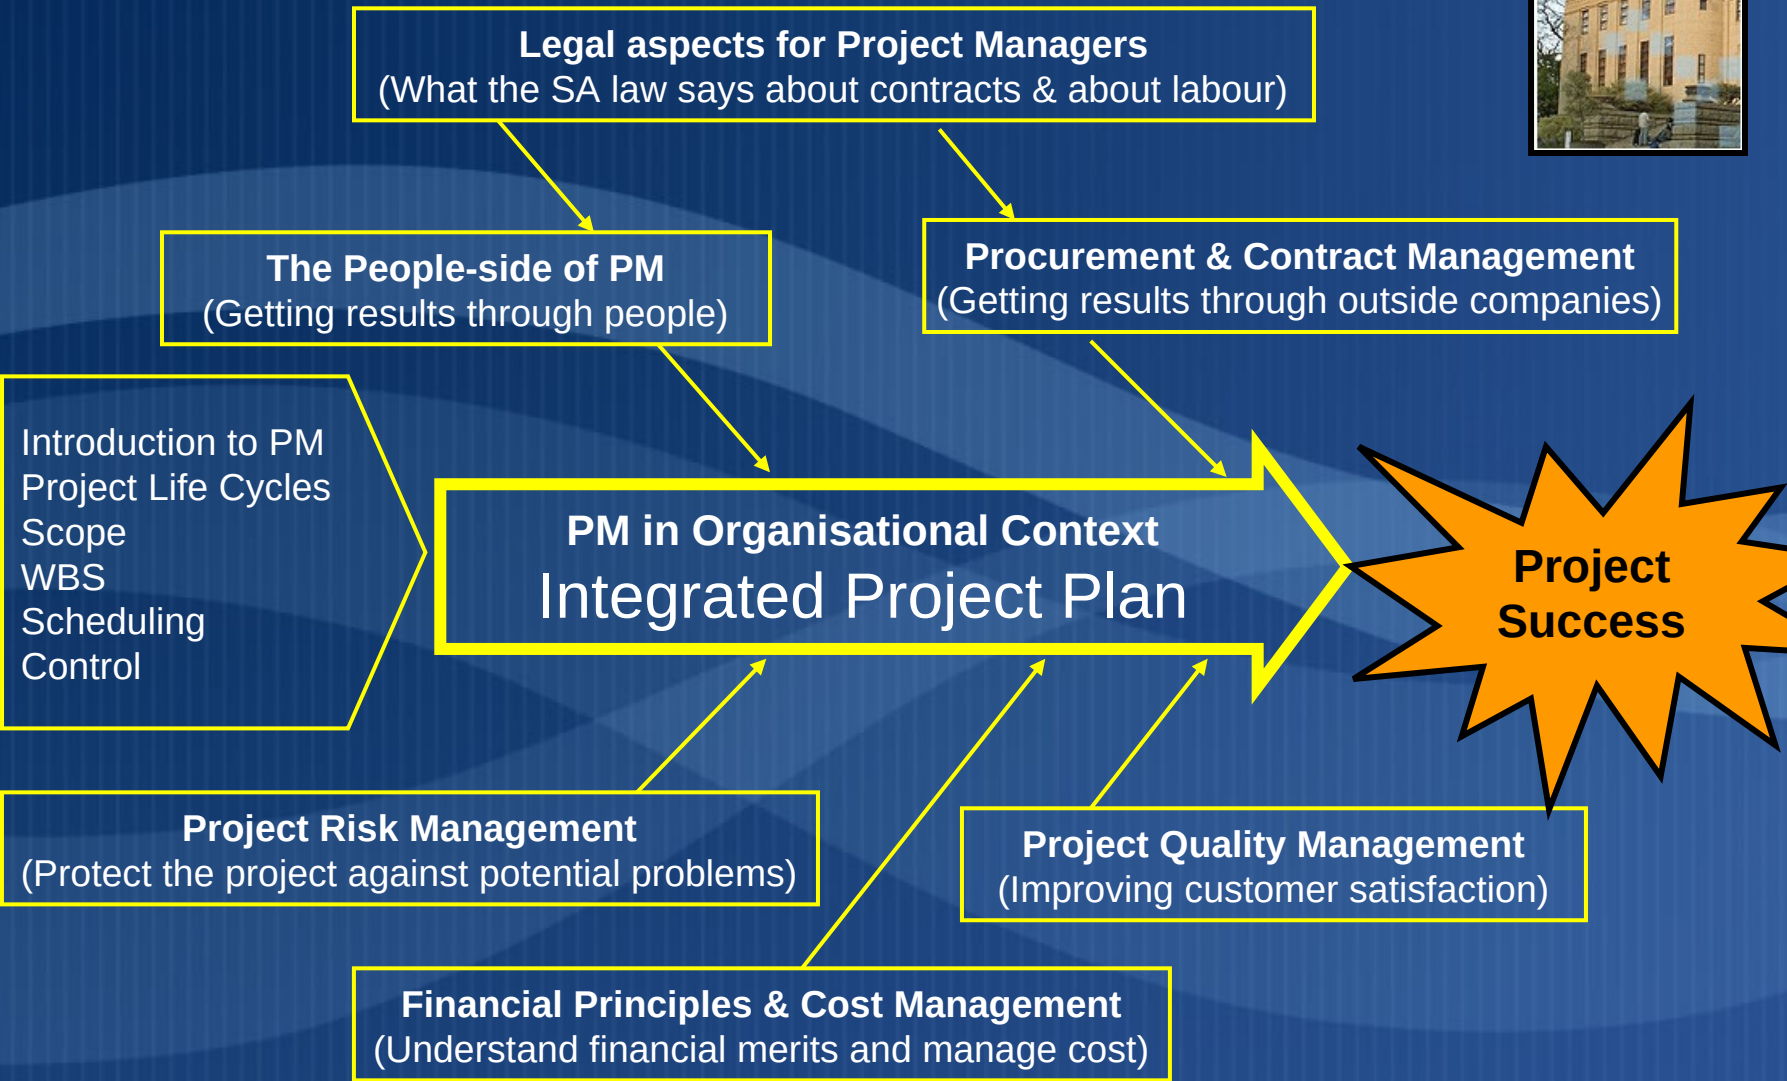 Legal aspects for Project Managers
(What the SA law says about contracts & about labour)
The People-side of PM
(Getting results through people)
Procurement & Contract Management
(Getting results through outside companies)
Introduction to PM
Project Life Cycles
Scope
WBS
Scheduling
Control
PM in Organisational Context
Integrated Project Plan
Project
Success
Project Risk Management
(Protect the project against potential problems)
Project Quality Management
(Improving customer satisfaction)
Financial Principles & Cost Management
(Understand financial merits and manage cost)